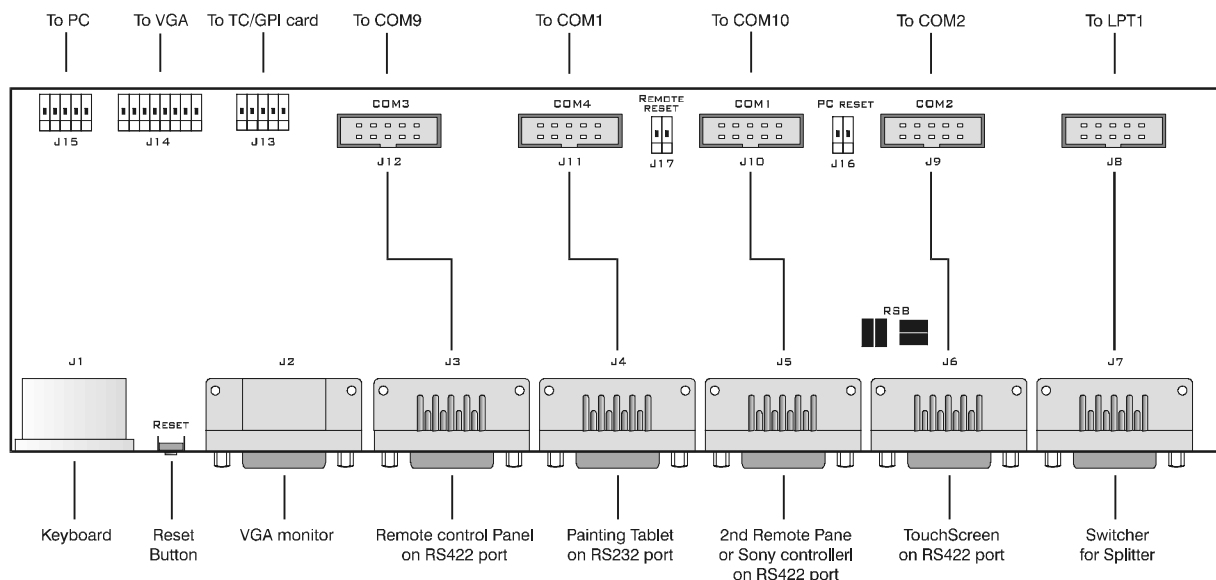 To PC To VGA To TC/GPI card To COM9 To COM1 To COM10 To COM2 To LPT1
COM3 COM4 REMOTE RESET COM1 PC RESET COM2
J15 J14 J13 J12 J11 J17 J10 J16 J9 J8
RSB
J1 J2 J3 J4 J5 J6 J7
RESET
Keyboard Reset Button VGA monitor Remote control Panel on RS422 port Painting Tablet on RS232 port 2nd Remote Pane or Sony controllerl on RS422 port TouchScreen on RS422 port Switcher for Splitter